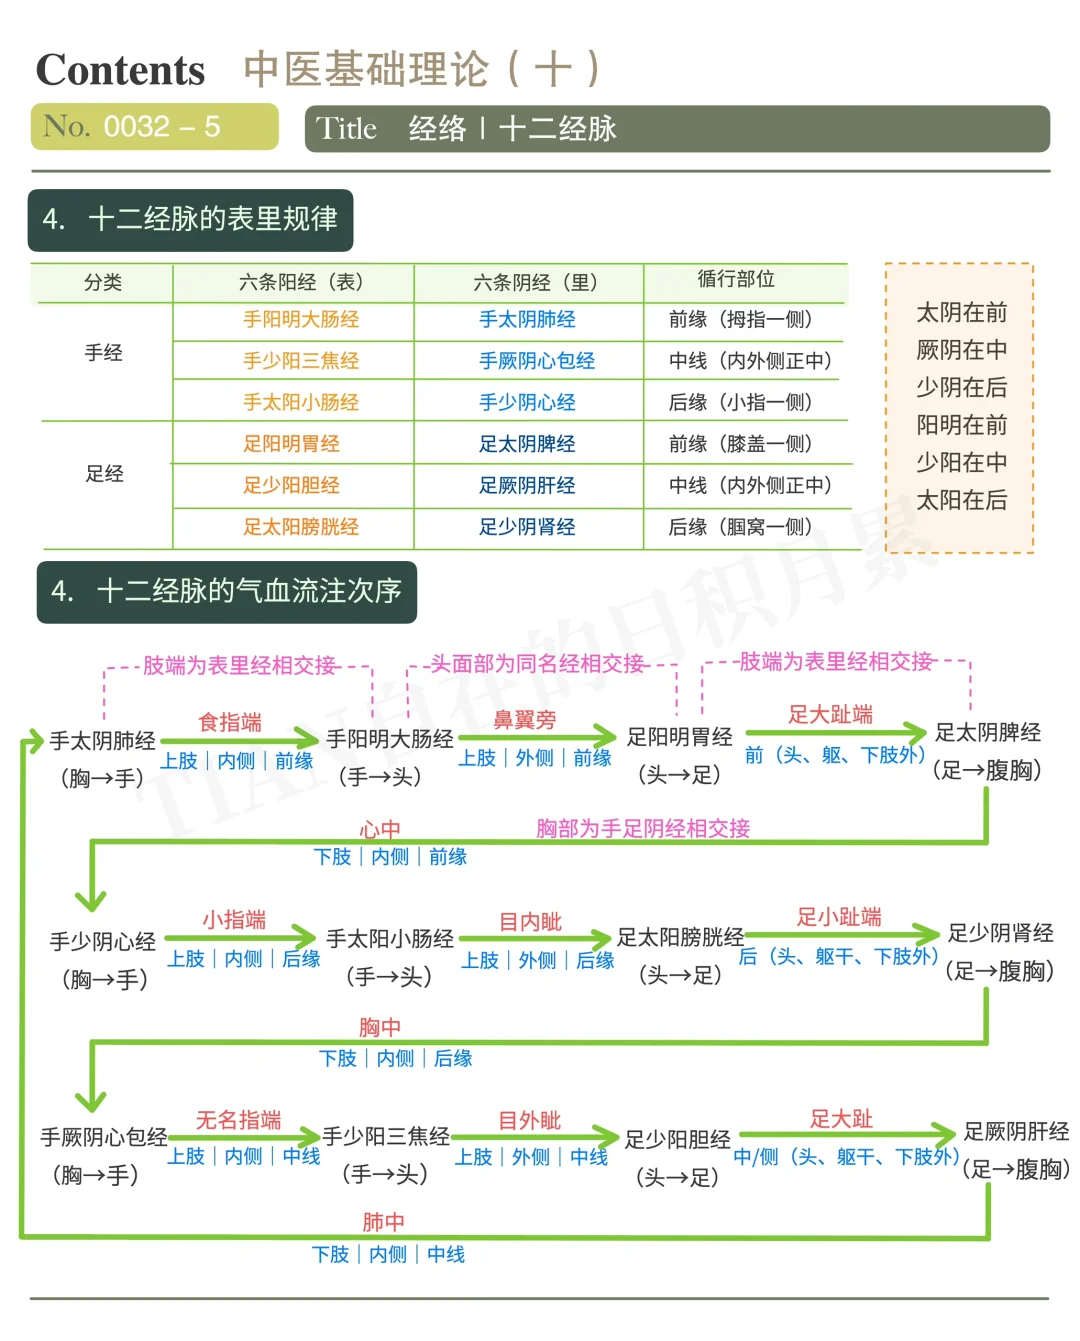 Contents 中医基础理论（十）
No. 0032 – 5 Title 经络｜十二经脉
4. 十二经脉的表里规律
分类 六条阳经（表） 六条阴经（里） 循行部位
手经
手阳明大肠经 手太阴肺经 前缘（拇指一侧）
手少阳三焦经 手厥阴心包经 中线（内外侧正中）
手太阳小肠经 手少阴心经 后缘（小指一侧）
足经
足阳明胃经 足太阴脾经 前缘（膝盖一侧）
足少阳胆经 足厥阴肝经 中线（内外侧正中）
足太阳膀胱经 足少阴肾经 后缘（腘窝一侧）
太阴在前
厥阴在中
少阴在后
阳明在前
少阳在中
太阳在后
4. 十二经脉的气血流注次序
肢端为表里经相交接 头面部为同名经相交接 肢端为表里经相交接
食指端 鼻翼旁 足大趾端
手太阴肺经 手阳明大肠经 足阳明胃经 足太阴脾经
上肢｜内侧｜前缘 上肢｜外侧｜前缘 前（头、躯、下肢外）
（胸→手） （手→头） （头→足） （足→腹胸）
心中 胸部为手足阴经相交接
下肢｜内侧｜前缘
小指端 目内眦 足小趾端
手少阴心经 手太阳小肠经 足太阳膀胱经 足少阴肾经
上肢｜内侧｜后缘 上肢｜外侧｜后缘 后（头、躯干、下肢外）
（胸→手） （手→头） （头→足） （足→腹胸）
胸中
下肢｜内侧｜后缘
无名指端 目外眦 足大趾
手厥阴心包经 手少阳三焦经 足少阳胆经 足厥阴肝经
上肢｜内侧｜中线 上肢｜外侧｜中线 中/侧（头、躯干、下肢外）
（胸→手） （手→头） （头→足） （足→腹胸）
肺中
下肢｜内侧｜中线
TIAN自在的日积月累